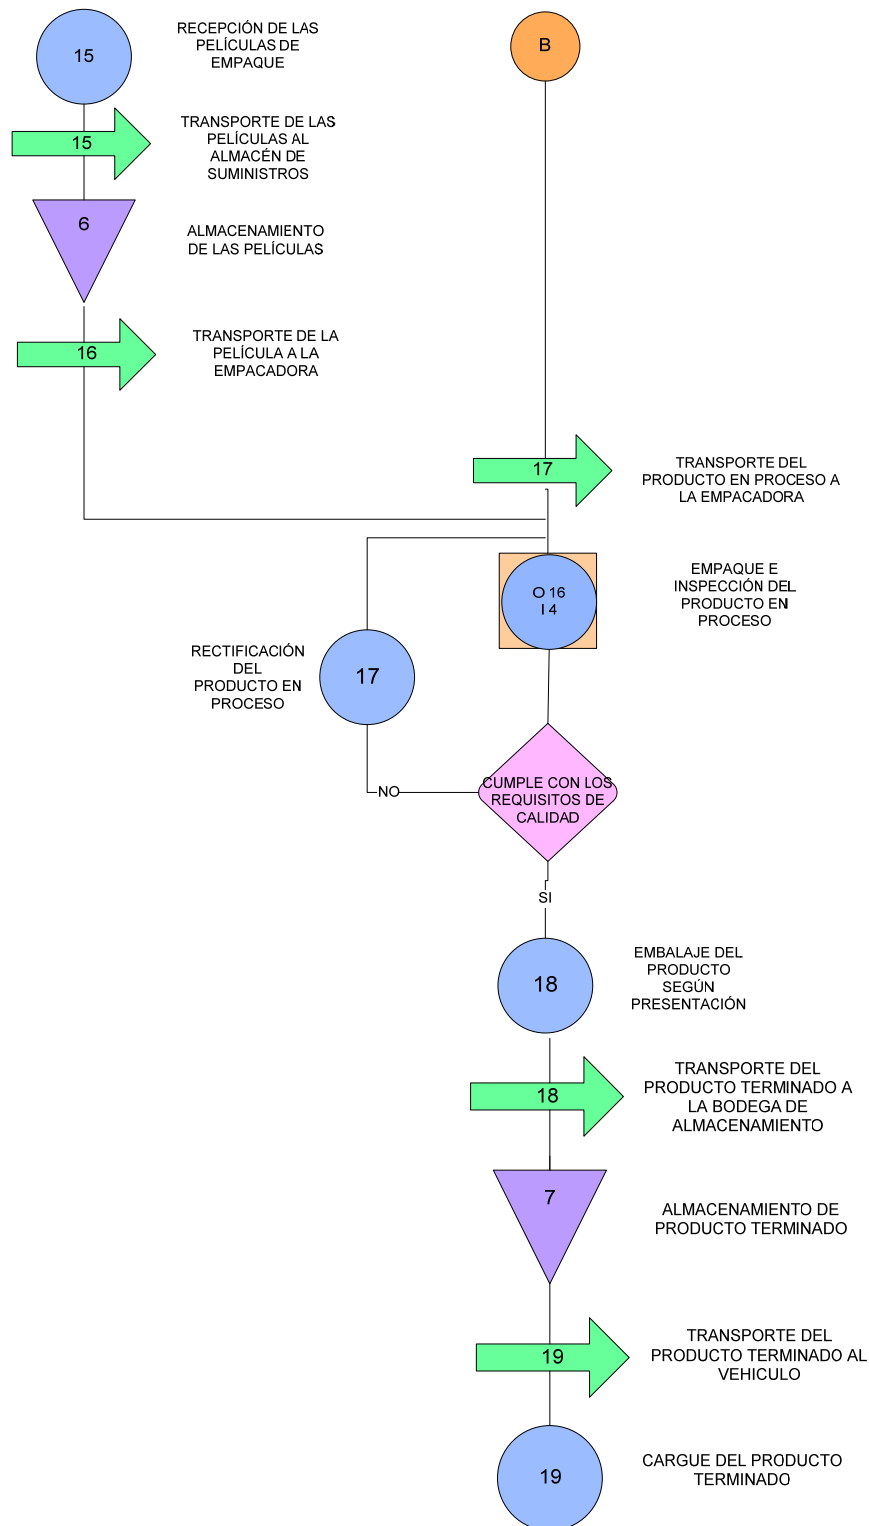 15
RECEPCIÓN DE LAS
PELÍCULAS DE
EMPAQUE
B
15
TRANSPORTE DE LAS
PELÍCULAS AL
ALMACÉN DE
SUMINISTROS
6
ALMACENAMIENTO
DE LAS PELÍCULAS
16
TRANSPORTE DE LA
PELÍCULA A LA
EMPACADORA
17
TRANSPORTE DEL
PRODUCTO EN PROCESO A
LA EMPACADORA
O 16
I 4
EMPAQUE E
INSPECCIÓN DEL
PRODUCTO EN
PROCESO
RECTIFICACIÓN
DEL
PRODUCTO EN
PROCESO
17
NO
CUMPLE CON LOS
REQUISITOS DE
CALIDAD
SI
18
EMBALAJE DEL
PRODUCTO
SEGÚN
PRESENTACIÓN
18
TRANSPORTE DEL
PRODUCTO TERMINADO A
LA BODEGA DE
ALMACENAMIENTO
7
ALMACENAMIENTO DE
PRODUCTO TERMINADO
19
TRANSPORTE DEL
PRODUCTO TERMINADO AL
VEHICULO
19
CARGUE DEL PRODUCTO
TERMINADO